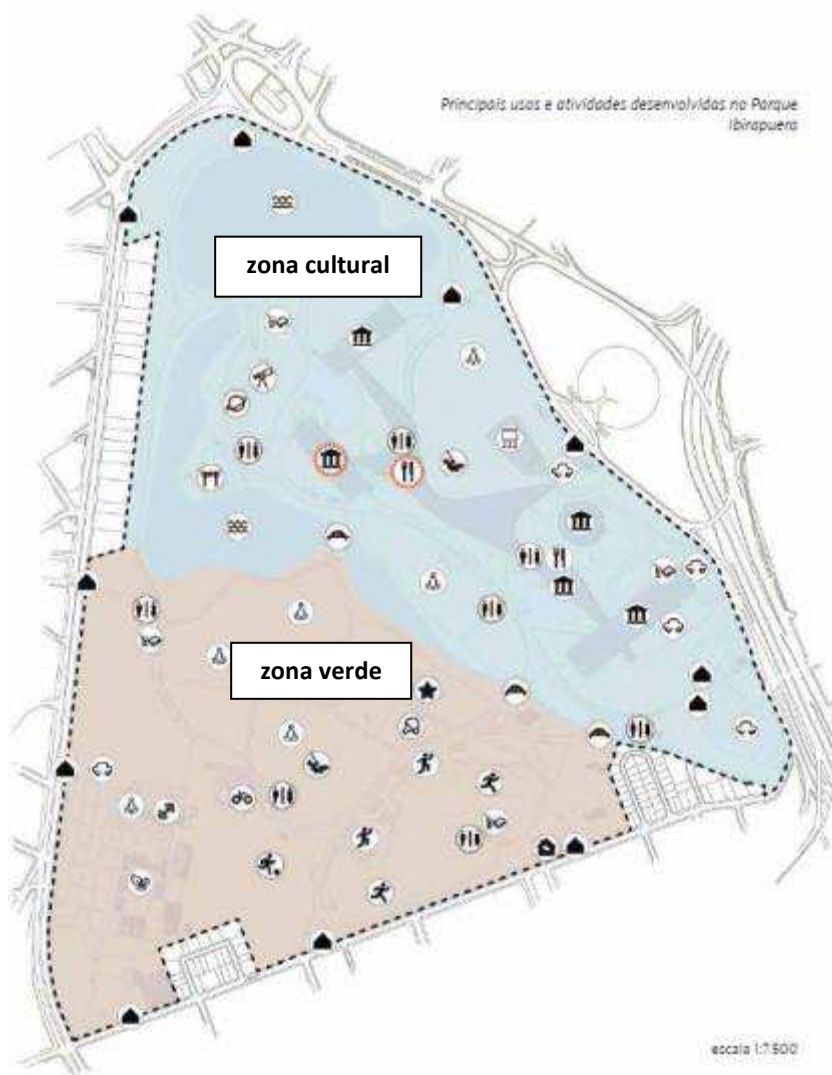 Principais usos e atividades desenvolvidas no Parque
Ibirapuera
zona cultural
zona verde
escala 1:7.500